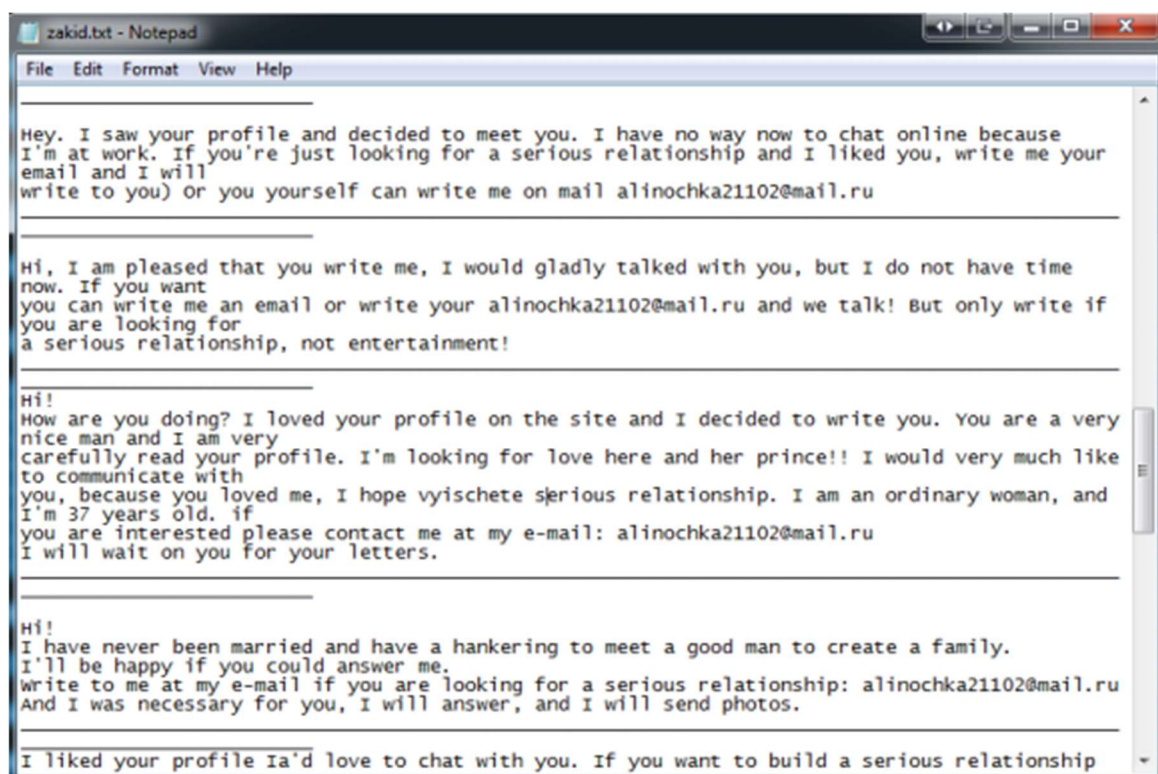 zakid.txt - Notepad
File Edit Format View Help
Hey. I saw your profile and decided to meet you. I have no way now to chat online because
I'm at work. If you're just looking for a serious relationship and I liked you, write me your
email and I will
write to you) Or you yourself can write me on mail alinochka21102@mail.ru
Hi, I am pleased that you write me, I would gladly talked with you, but I do not have time
now. If you want
you can write me an email or write your alinochka21102@mail.ru and we talk! But only write if
you are looking for
a serious relationship, not entertainment!
Hi!
How are you doing? I loved your profile on the site and I decided to write you. You are a very
nice man and I am very
carefully read your profile. I'm looking for love here and her prince!! I would very much like
to communicate with
you, because you loved me, I hope vyischete serious relationship. I am an ordinary woman, and
I'm 37 years old. if
you are interested please contact me at my e-mail: alinochka21102@mail.ru
I will wait on you for your letters.
Hi!
I have never been married and have a hankering to meet a good man to create a family.
I'll be happy if you could answer me.
Write to me at my e-mail if you are looking for a serious relationship: alinochka21102@mail.ru
And I was necessary for you, I will answer, and I will send photos.
I liked your profile Ia'd love to chat with you. If you want to build a serious relationship